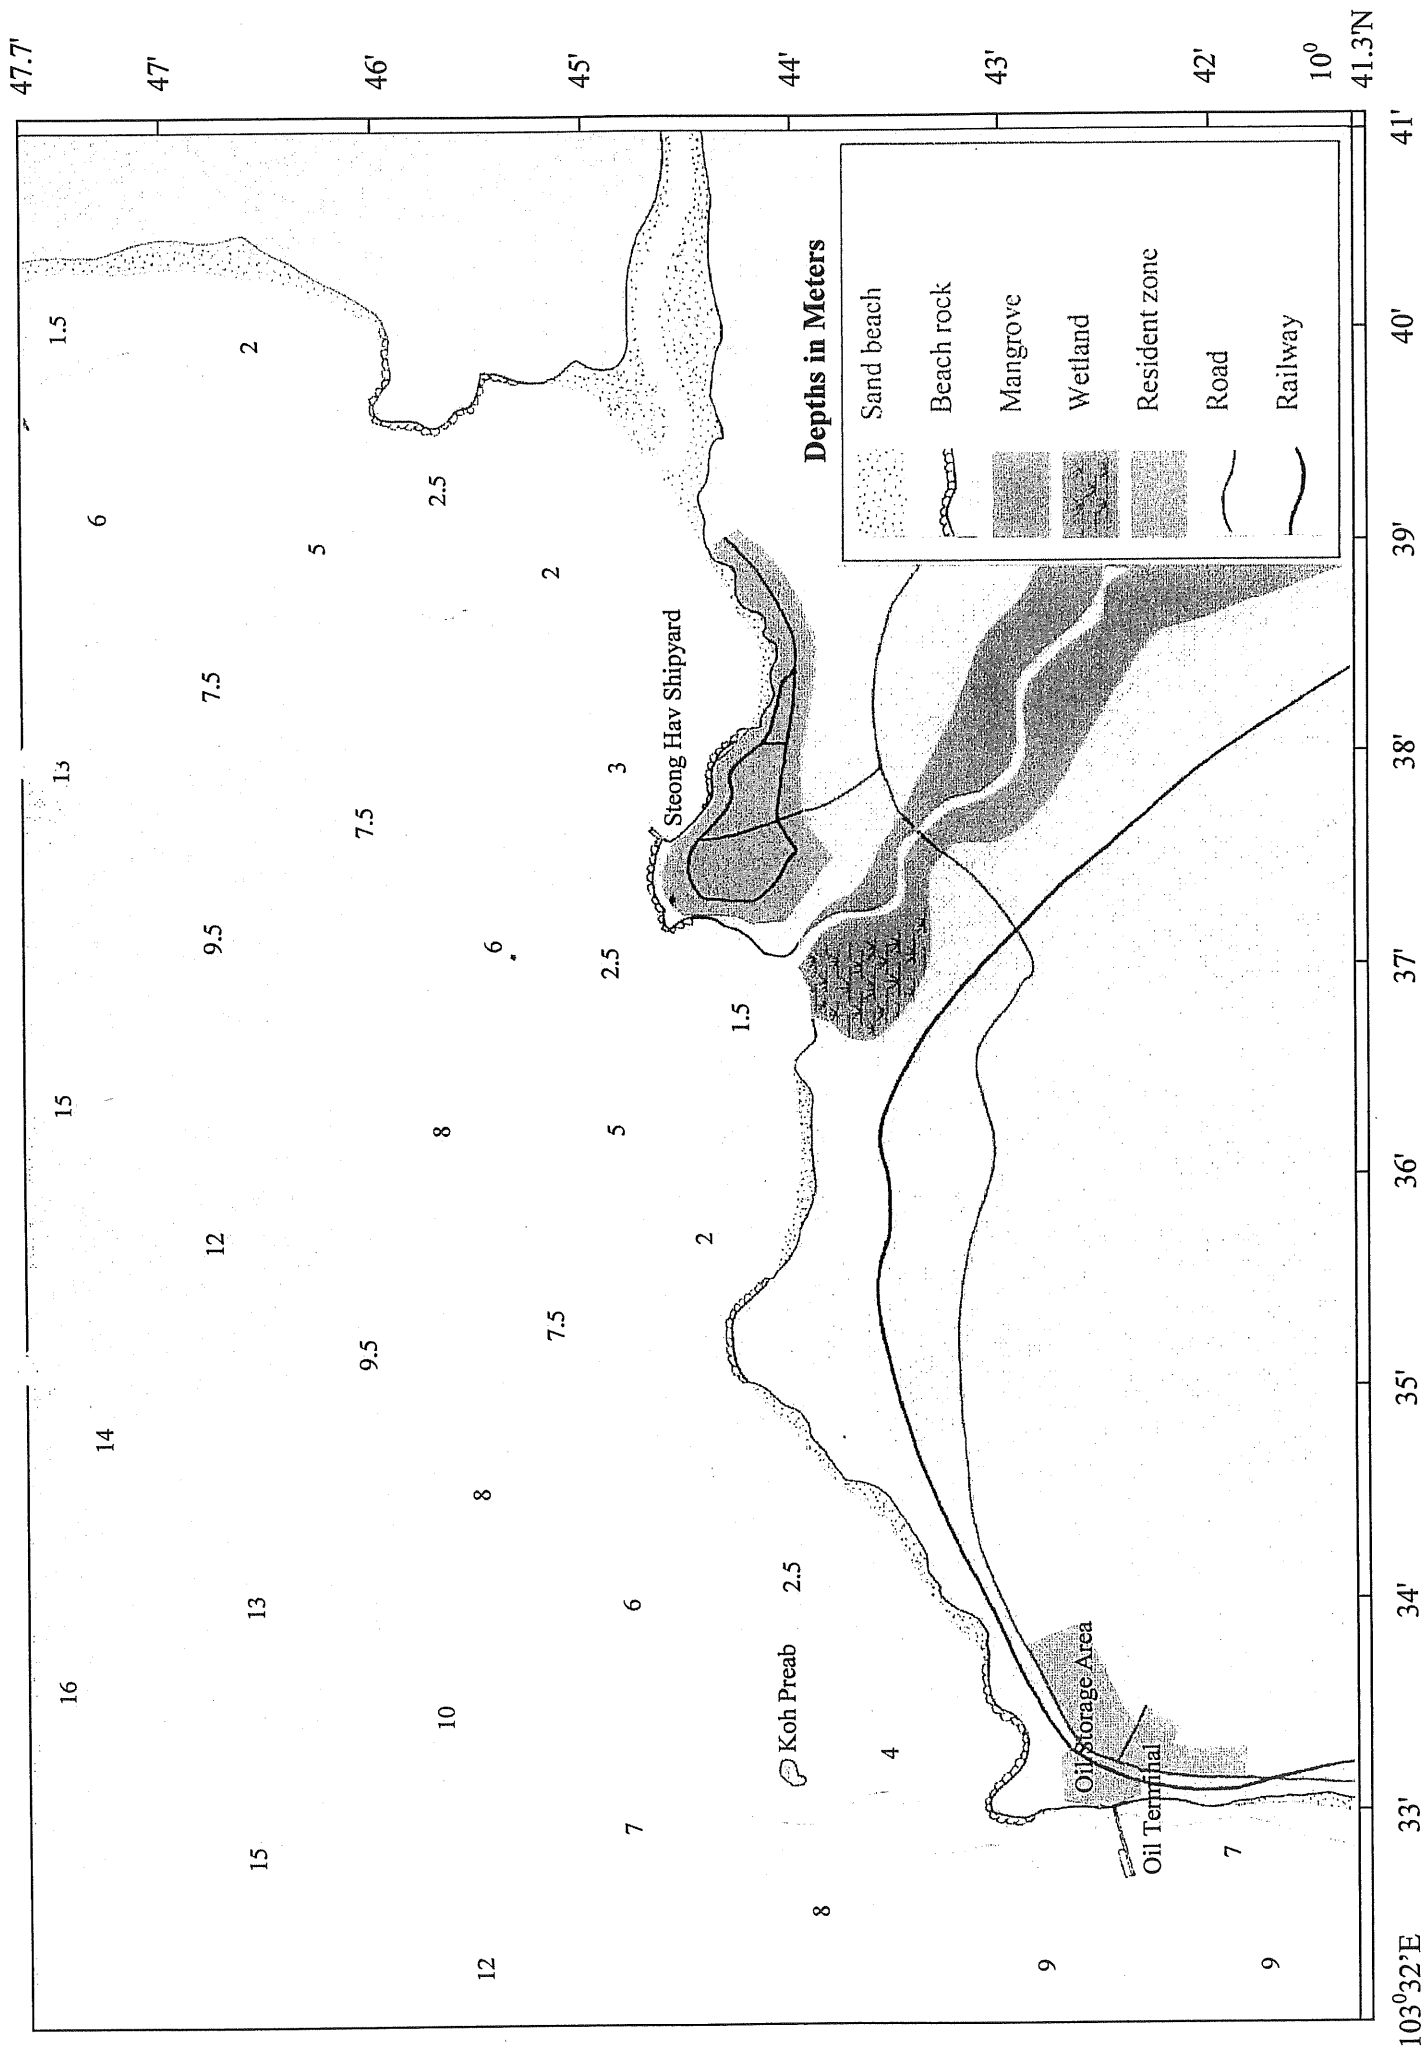 47.7'
16 15 13 1.5
14 6
47'
12 9.5 7.5
15 13 2
5
9.5 7.5 46'
10 8 2.5
12 8 6
7.5 2 45'
5 2.5 3
7 6
Steong Hav Shipyard
2
1.5
Koh Preab 2.5 44'
8
Depths in Meters
Sand beach
4
Beach rock
43'
Mangrove
9
Oil Storage Area
Wetland
Oil Terminal
Resident zone
42'
Road
7
9
Railway
10⁰
41.3'N
103⁰32’E 33' 34' 35' 36' 37' 38' 39' 40' 41'